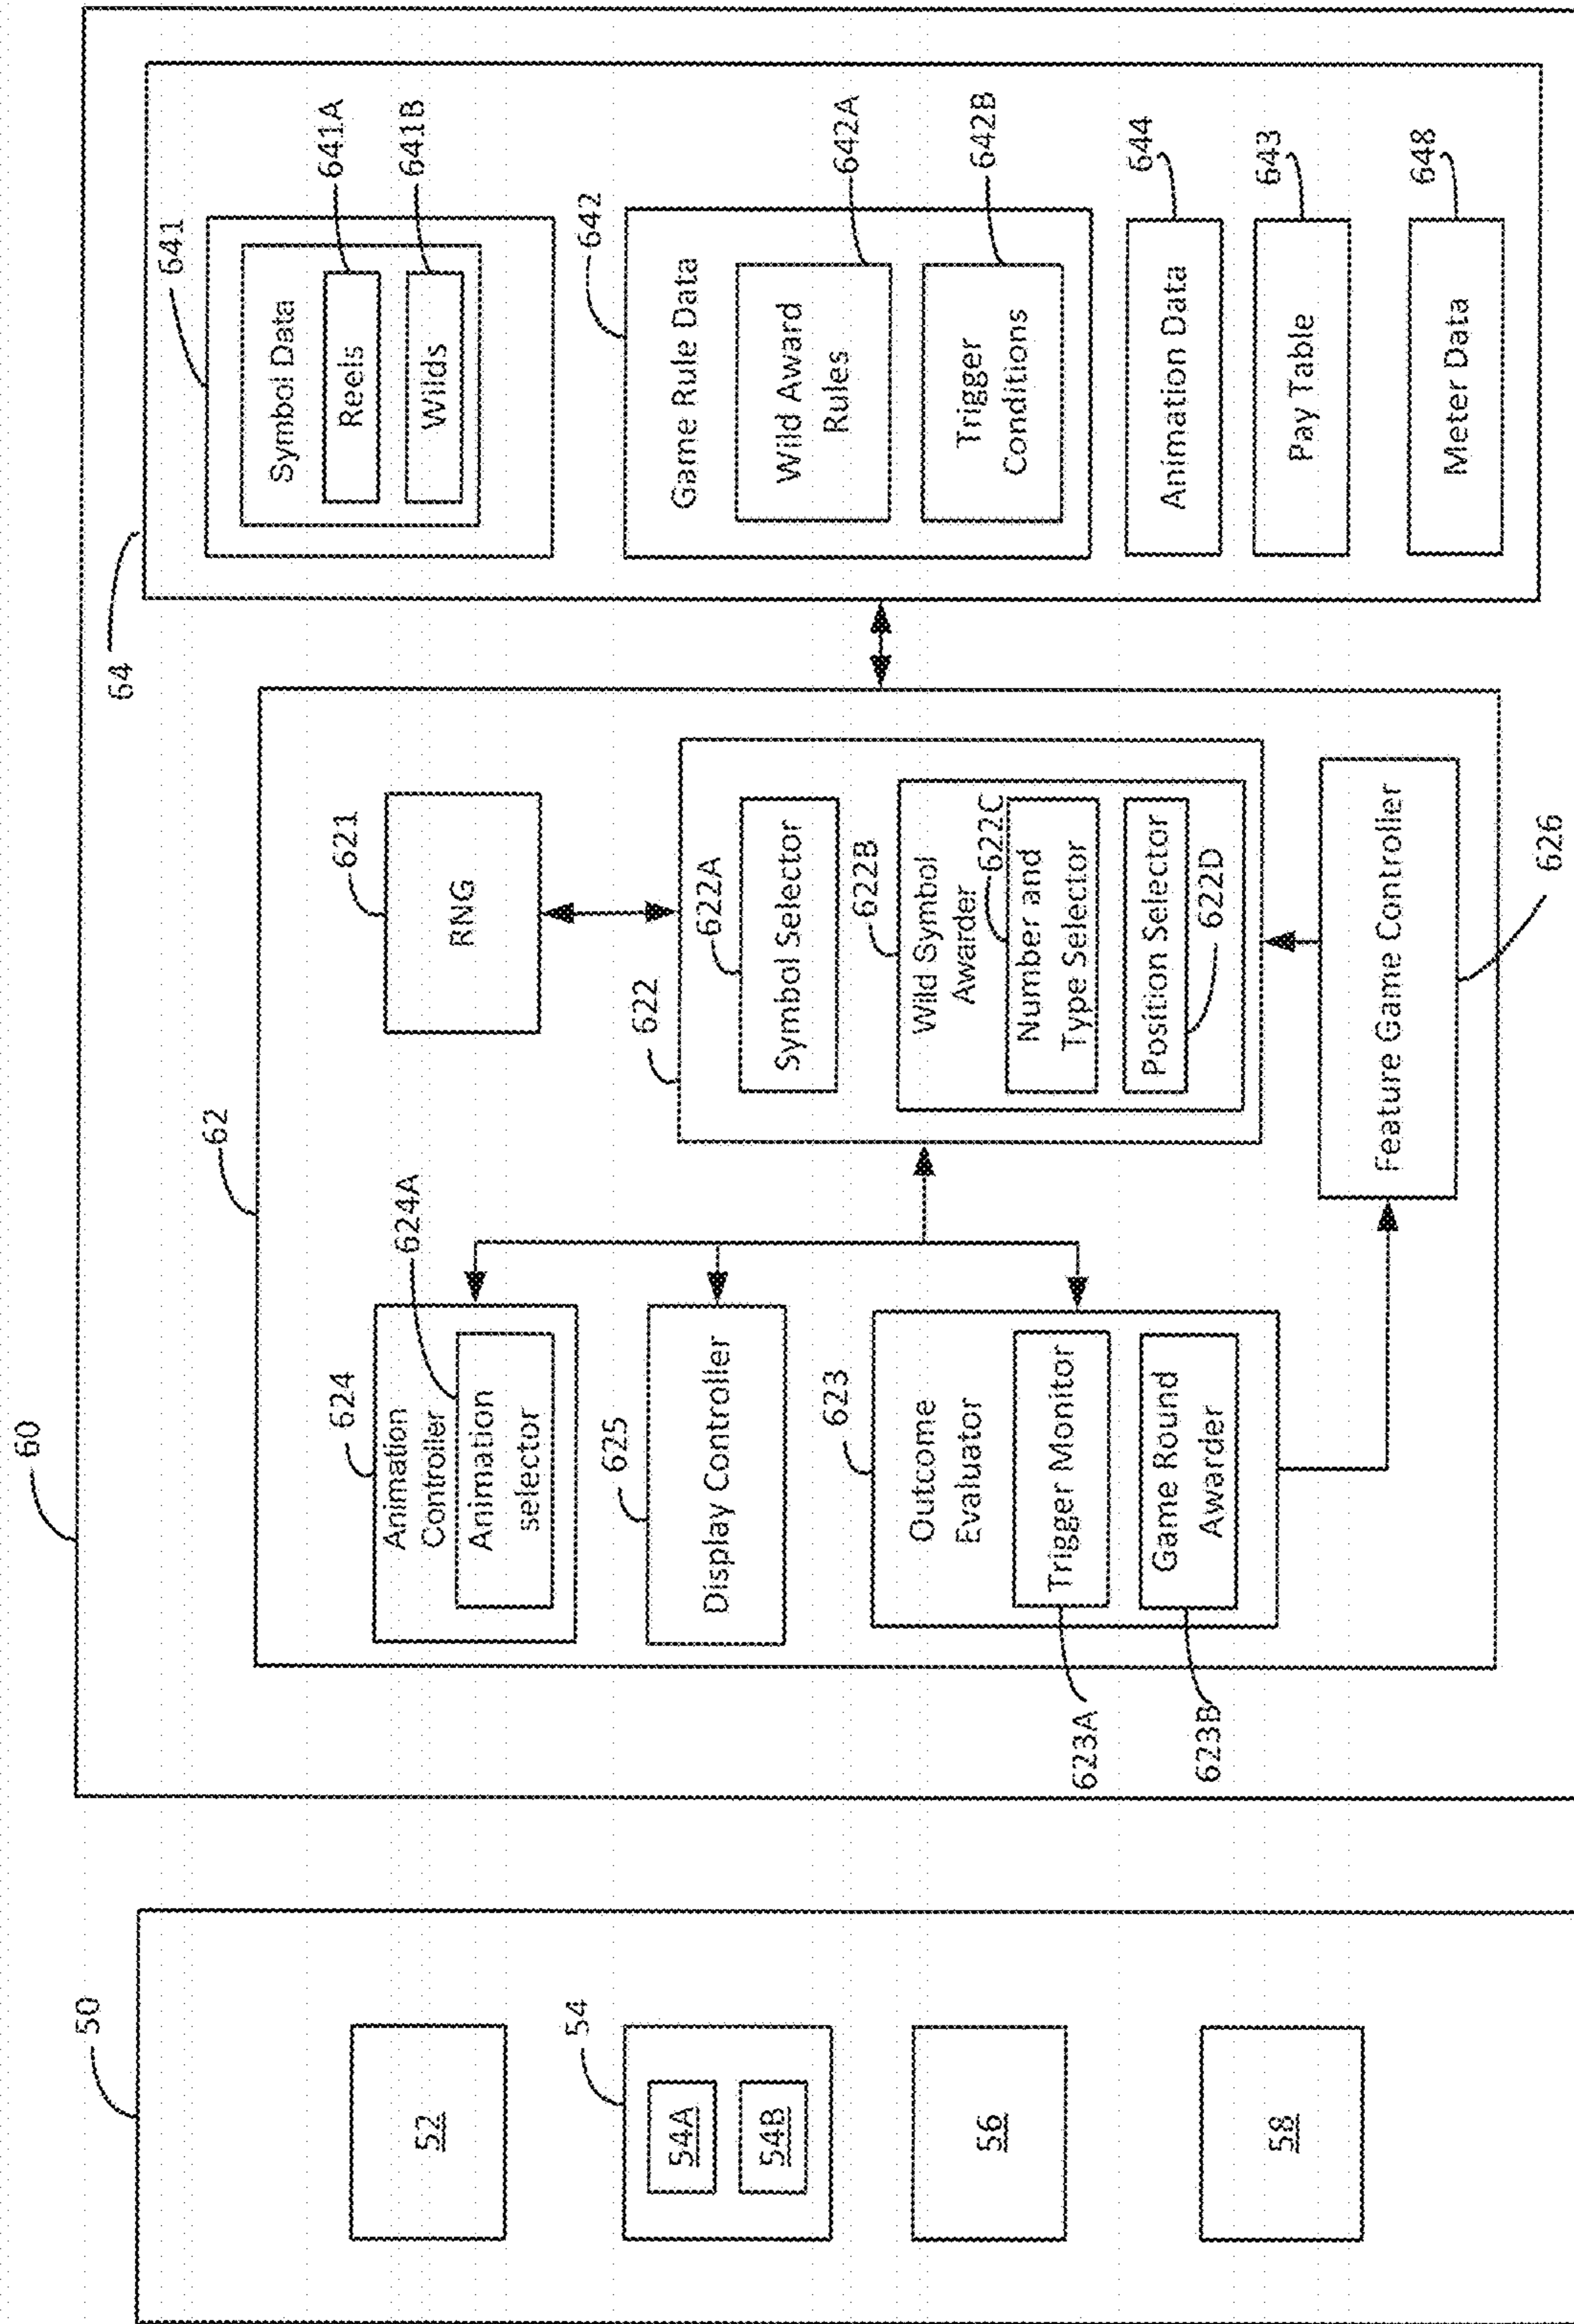 60
50
52
54
54A
54B
56
58
62
624
Animation
Controller
624A
Animation
selector
625
Display Controller
623
Outcome
Evaluator
Trigger Monitor
623A
Game Round
Awarder
623B
621
RNG
622
622A
Symbol Selector
622B
Wild Symbol
Awarder
622C
Number and
Type Selector
Position Selector
622D
Feature Game Controller
626
64
641
Symbol Data
Reels
641A
Wilds
641B
642
Game Rule Data
Wild Award
Rules
642A
Trigger
Conditions
642B
Animation Data
644
Pay Table
643
Meter Data
648